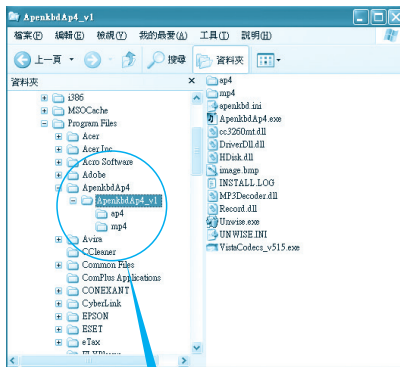 ApenkbdAp4_v1
檔案(F) 編輯(E) 檢視(V) 我的最愛(A) 工具(T) 說明(H)
上一頁 搜尋 資料夾
資料夾
i386
MSOCache
Program Files
Acer
Acer Inc
Acro Software
Adobe
ApenkbdAp4
ApenkbdAp4_v1
ap4
mp4
Avira
CCleaner
Common Files
ComPlus Applications
CONEXANT
CyberLink
EPSON
ESET
eTax
ap4
mp4
apenkbd.ini
ApenkbdAp4.exe
cc3260mt.dll
DriverDll.dll
HDisk.dll
image.bmp
INSTALL.LOG
MP3Decoder.dll
Record.dll
Unwise.exe
UNWISE.INI
VistaCodecs_v515.exe